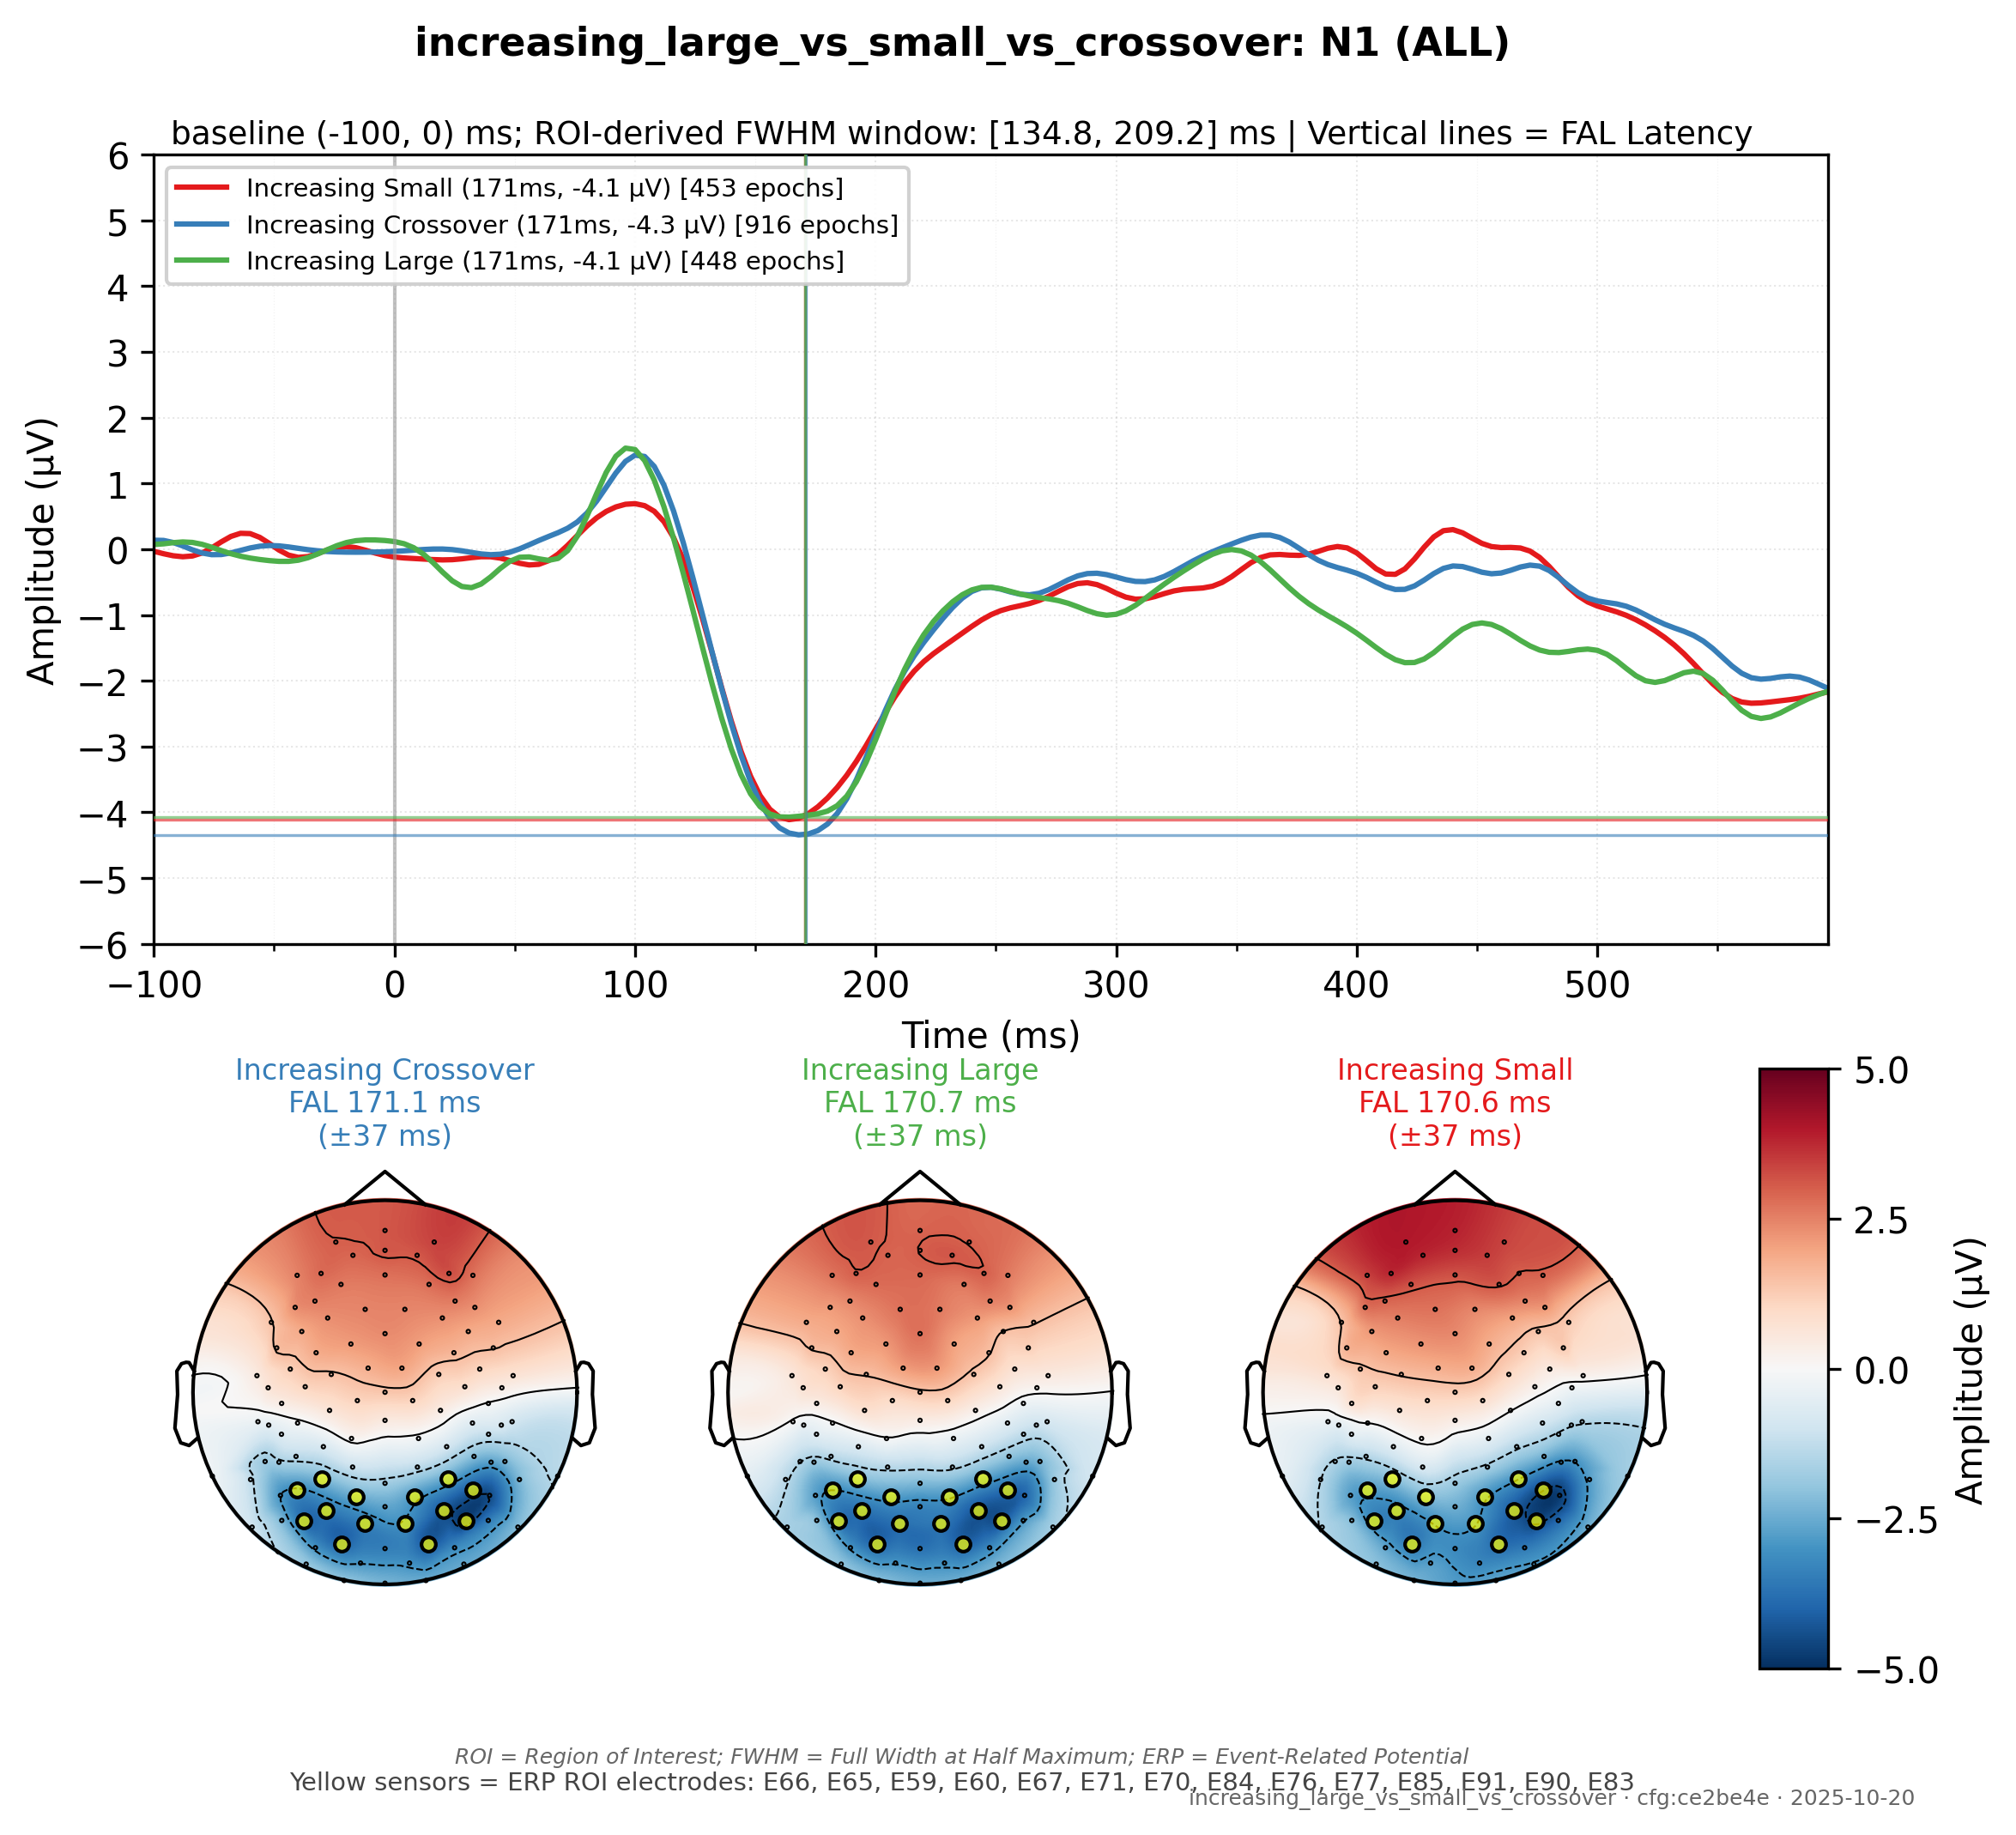 increasing_large_vs_small_vs_crossover: N1 (ALL)
baseline (-100, 0) ms; ROI-derived FWHM window: [134.8, 209.2] ms | Vertical lines = FAL Latency
Increasing Small (171ms, -4.1 µV) [453 epochs]
Increasing Crossover (171ms, -4.3 µV) [916 epochs]
Increasing Large (171ms, -4.1 µV) [448 epochs]
Amplitude (µV)
6
5
4
3
2
1
0
−1
−2
−3
−4
−5
−6
−100 0 100 200 300 400 500
Time (ms)
Increasing Crossover
FAL 171.1 ms
(±37 ms)
Increasing Large
FAL 170.7 ms
(±37 ms)
Increasing Small
FAL 170.6 ms
(±37 ms)
5.0
2.5
0.0
−2.5
−5.0
Amplitude (µV)
ROI = Region of Interest; FWHM = Full Width at Half Maximum; ERP = Event-Related Potential
Yellow sensors = ERP ROI electrodes: E66, E65, E59, E60, E67, E71, E70, E84, E76, E77, E85, E91, E90, E83
increasing_large_vs_small_vs_crossover · cfg:ce2be4e · 2025-10-20